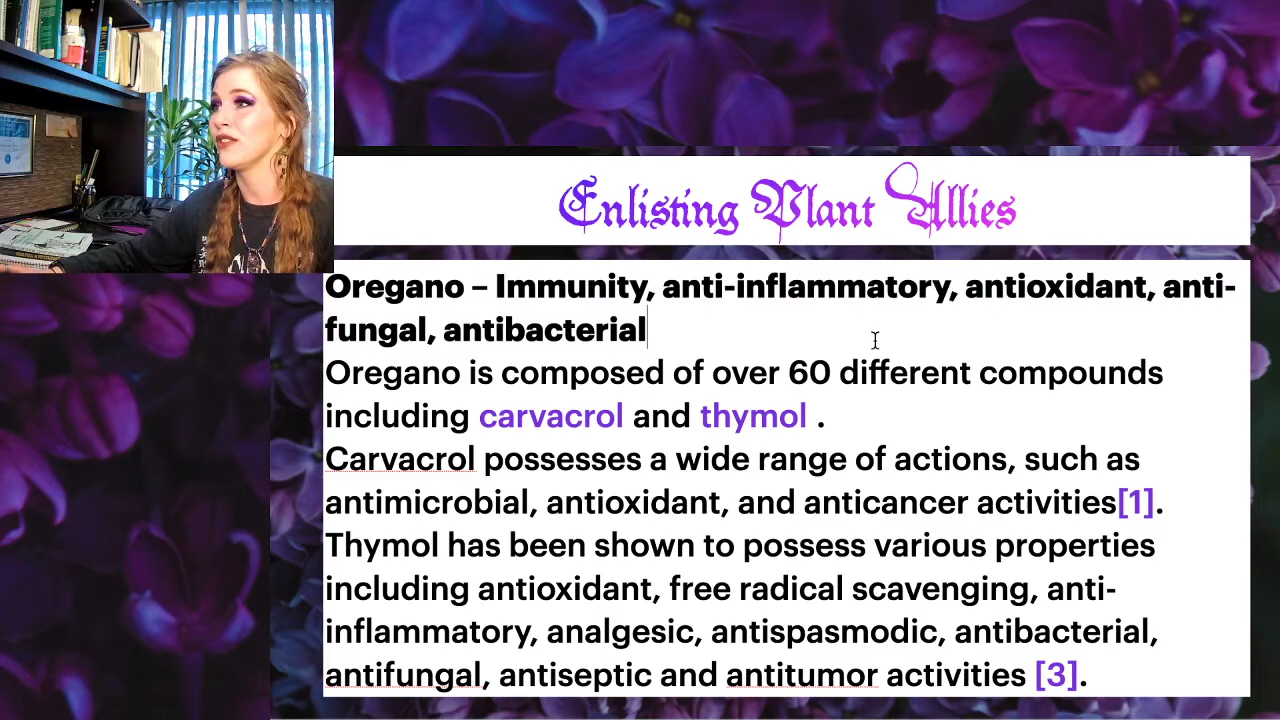 Enlisting Plant Allies
Oregano – Immunity, anti-inflammatory, antioxidant, anti-
fungal, antibacterial
Oregano is composed of over 60 different compounds
including carvacrol and thymol .
Carvacrol possesses a wide range of actions, such as
antimicrobial, antioxidant, and anticancer activities[1].
Thymol has been shown to possess various properties
including antioxidant, free radical scavenging, anti-
inflammatory, analgesic, antispasmodic, antibacterial,
antifungal, antiseptic and antitumor activities [3].